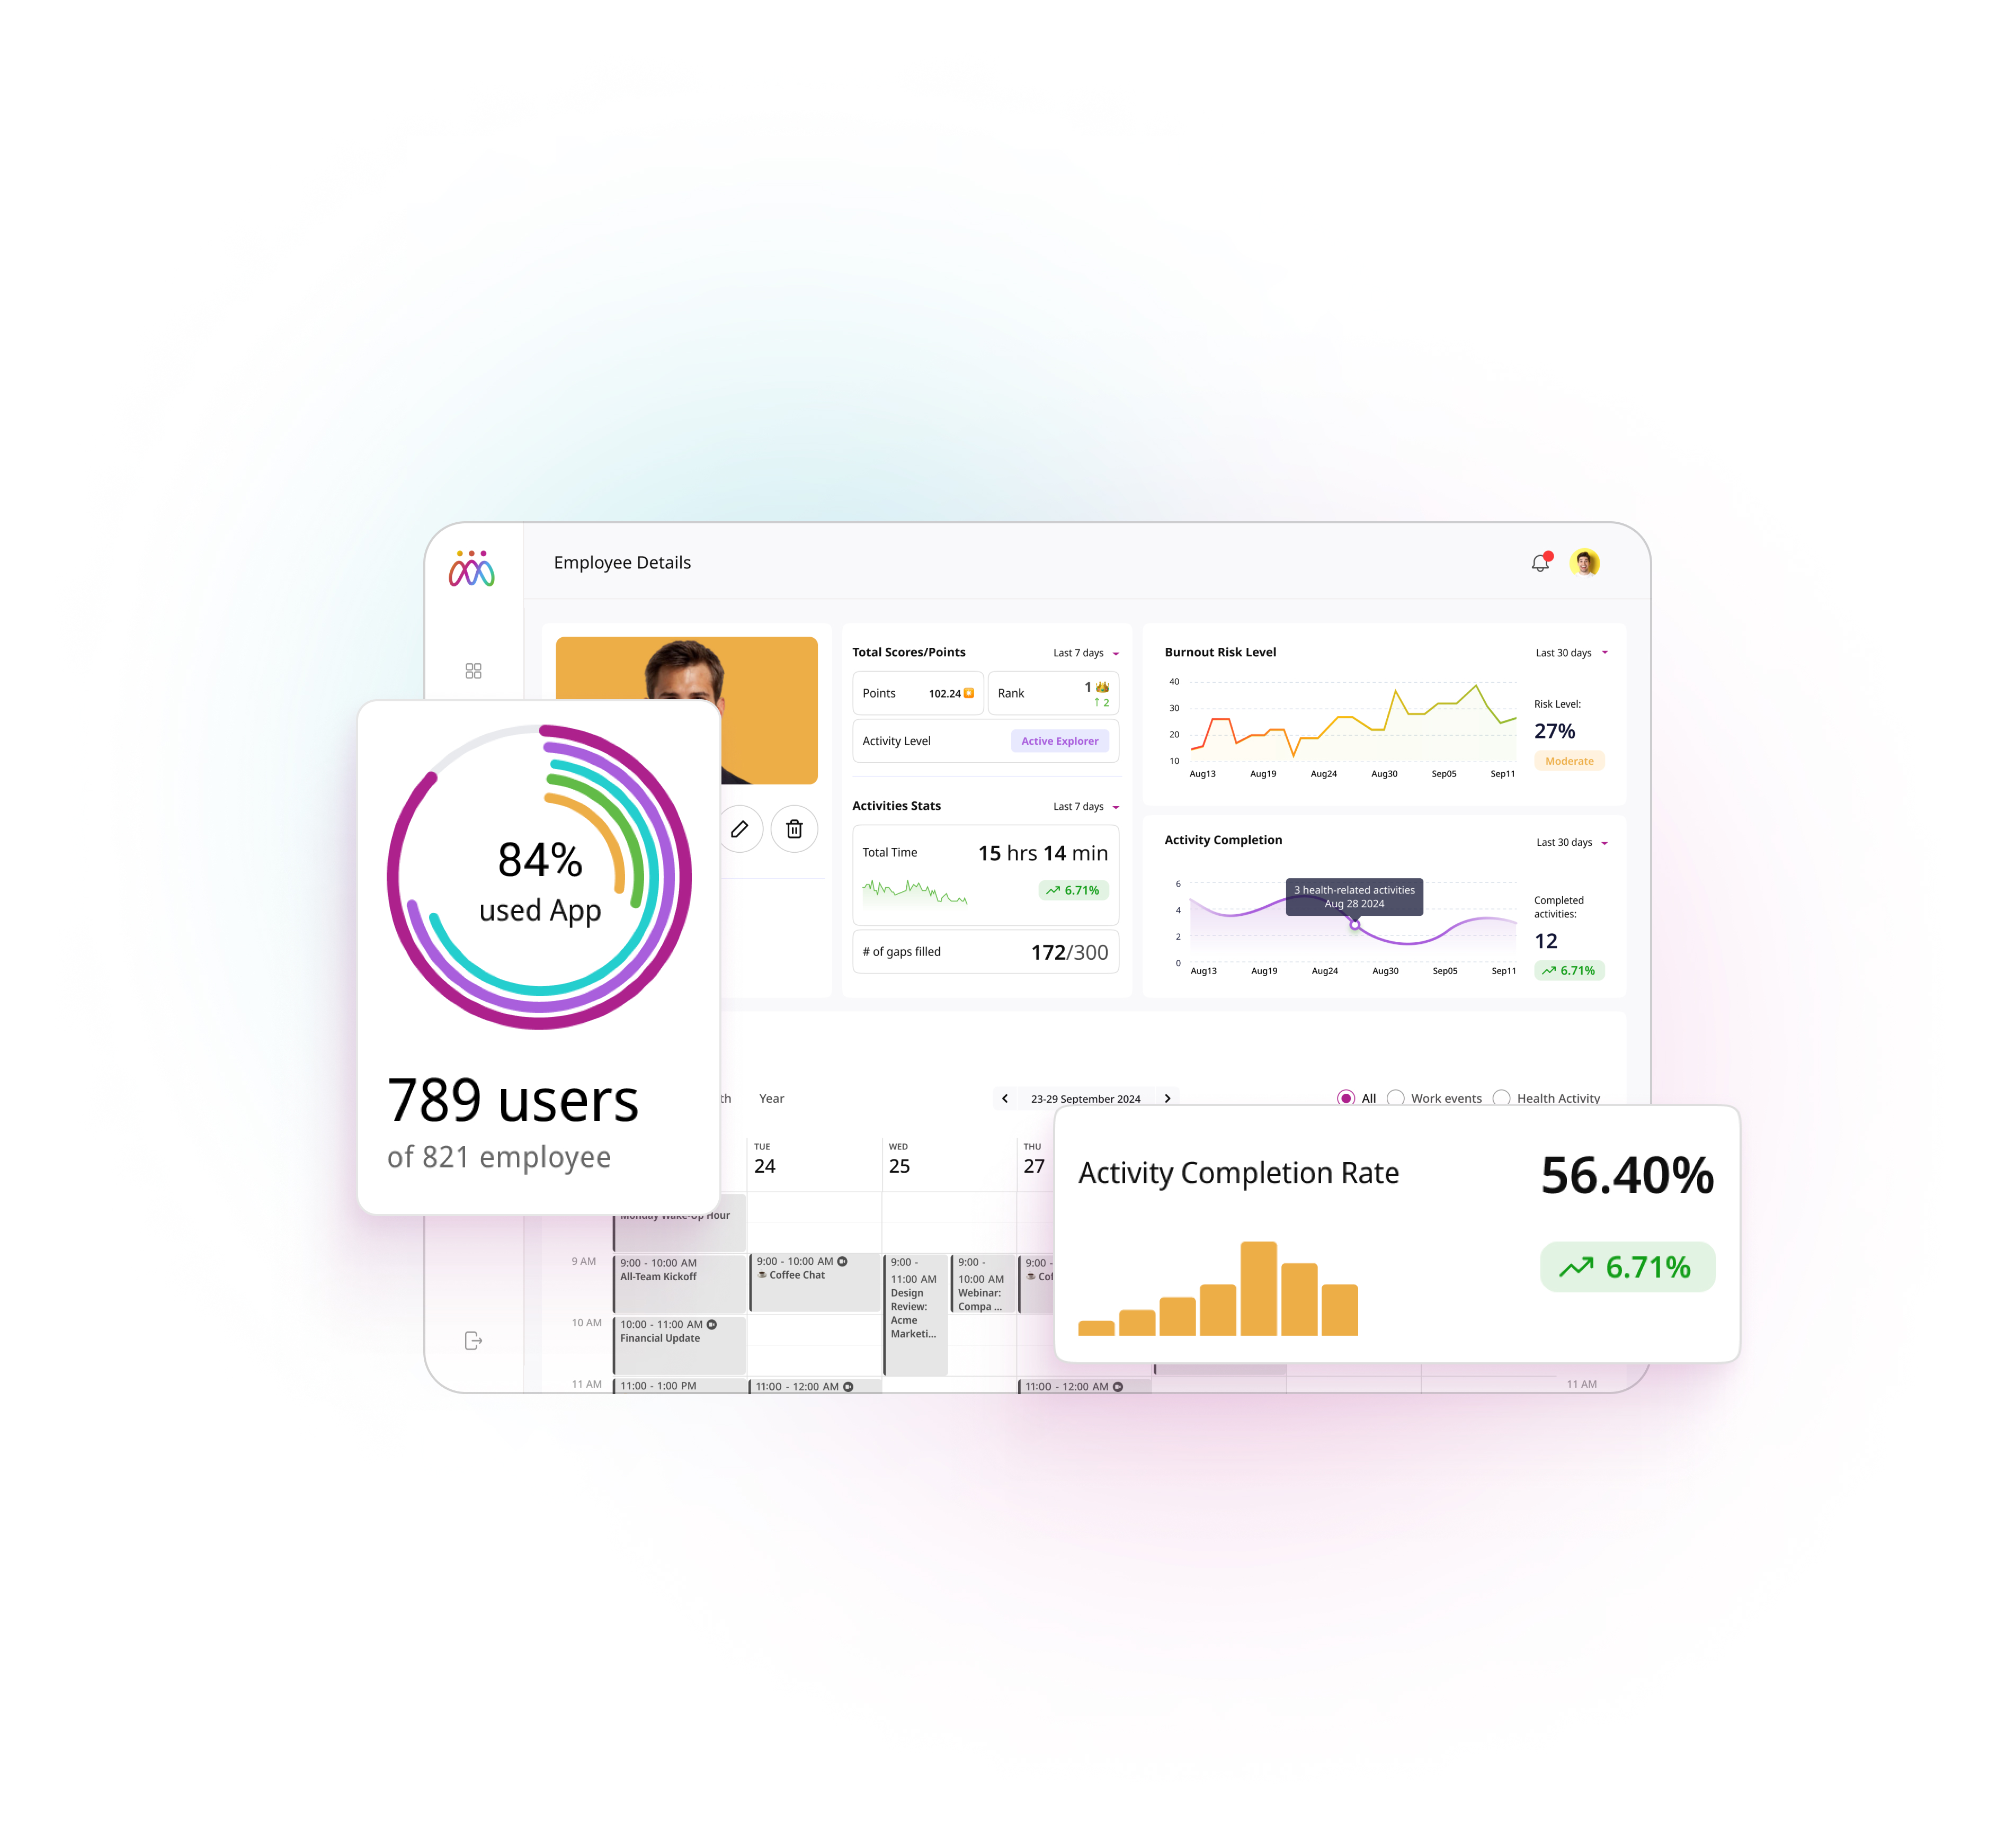 Employee Details
Total Scores/Points
Last 7 days
Points
102.24
Rank
1
↑ 2
Activity Level
Active Explorer
Activities Stats
Last 7 days
Total Time
15 hrs 14 min
6.71%
# of gaps filled
172/300
Burnout Risk Level
Last 30 days
40
30
20
10
Aug13 Aug19 Aug24 Aug30 Sep05 Sep11
Risk Level:
27%
Moderate
Activity Completion
Last 30 days
6
4
2
0
3 health-related activities
Aug 28 2024
Aug13 Aug19 Aug24 Aug30 Sep05 Sep11
Completed
activities:
12
6.71%
84%
used App
789 users
of 821 employee
th
Year
23-29 September 2024
All
Work events
Health Activity
TUE
24
WED
25
THU
27
Monday Wake-Up Hour
9 AM
9:00 - 10:00 AM
All-Team Kickoff
9:00 - 10:00 AM
Coffee Chat
9:00 -
11:00 AM
Design
Review:
Acme
Marketi...
9:00 -
10:00 AM
Webinar:
Compa ...
9:00 -
10 AM
10:00 - 11:00 AM
Financial Update
11 AM
11:00 - 1:00 PM
11:00 - 12:00 AM
11:00 - 12:00 AM
11 AM
Activity Completion Rate
56.40%
6.71%